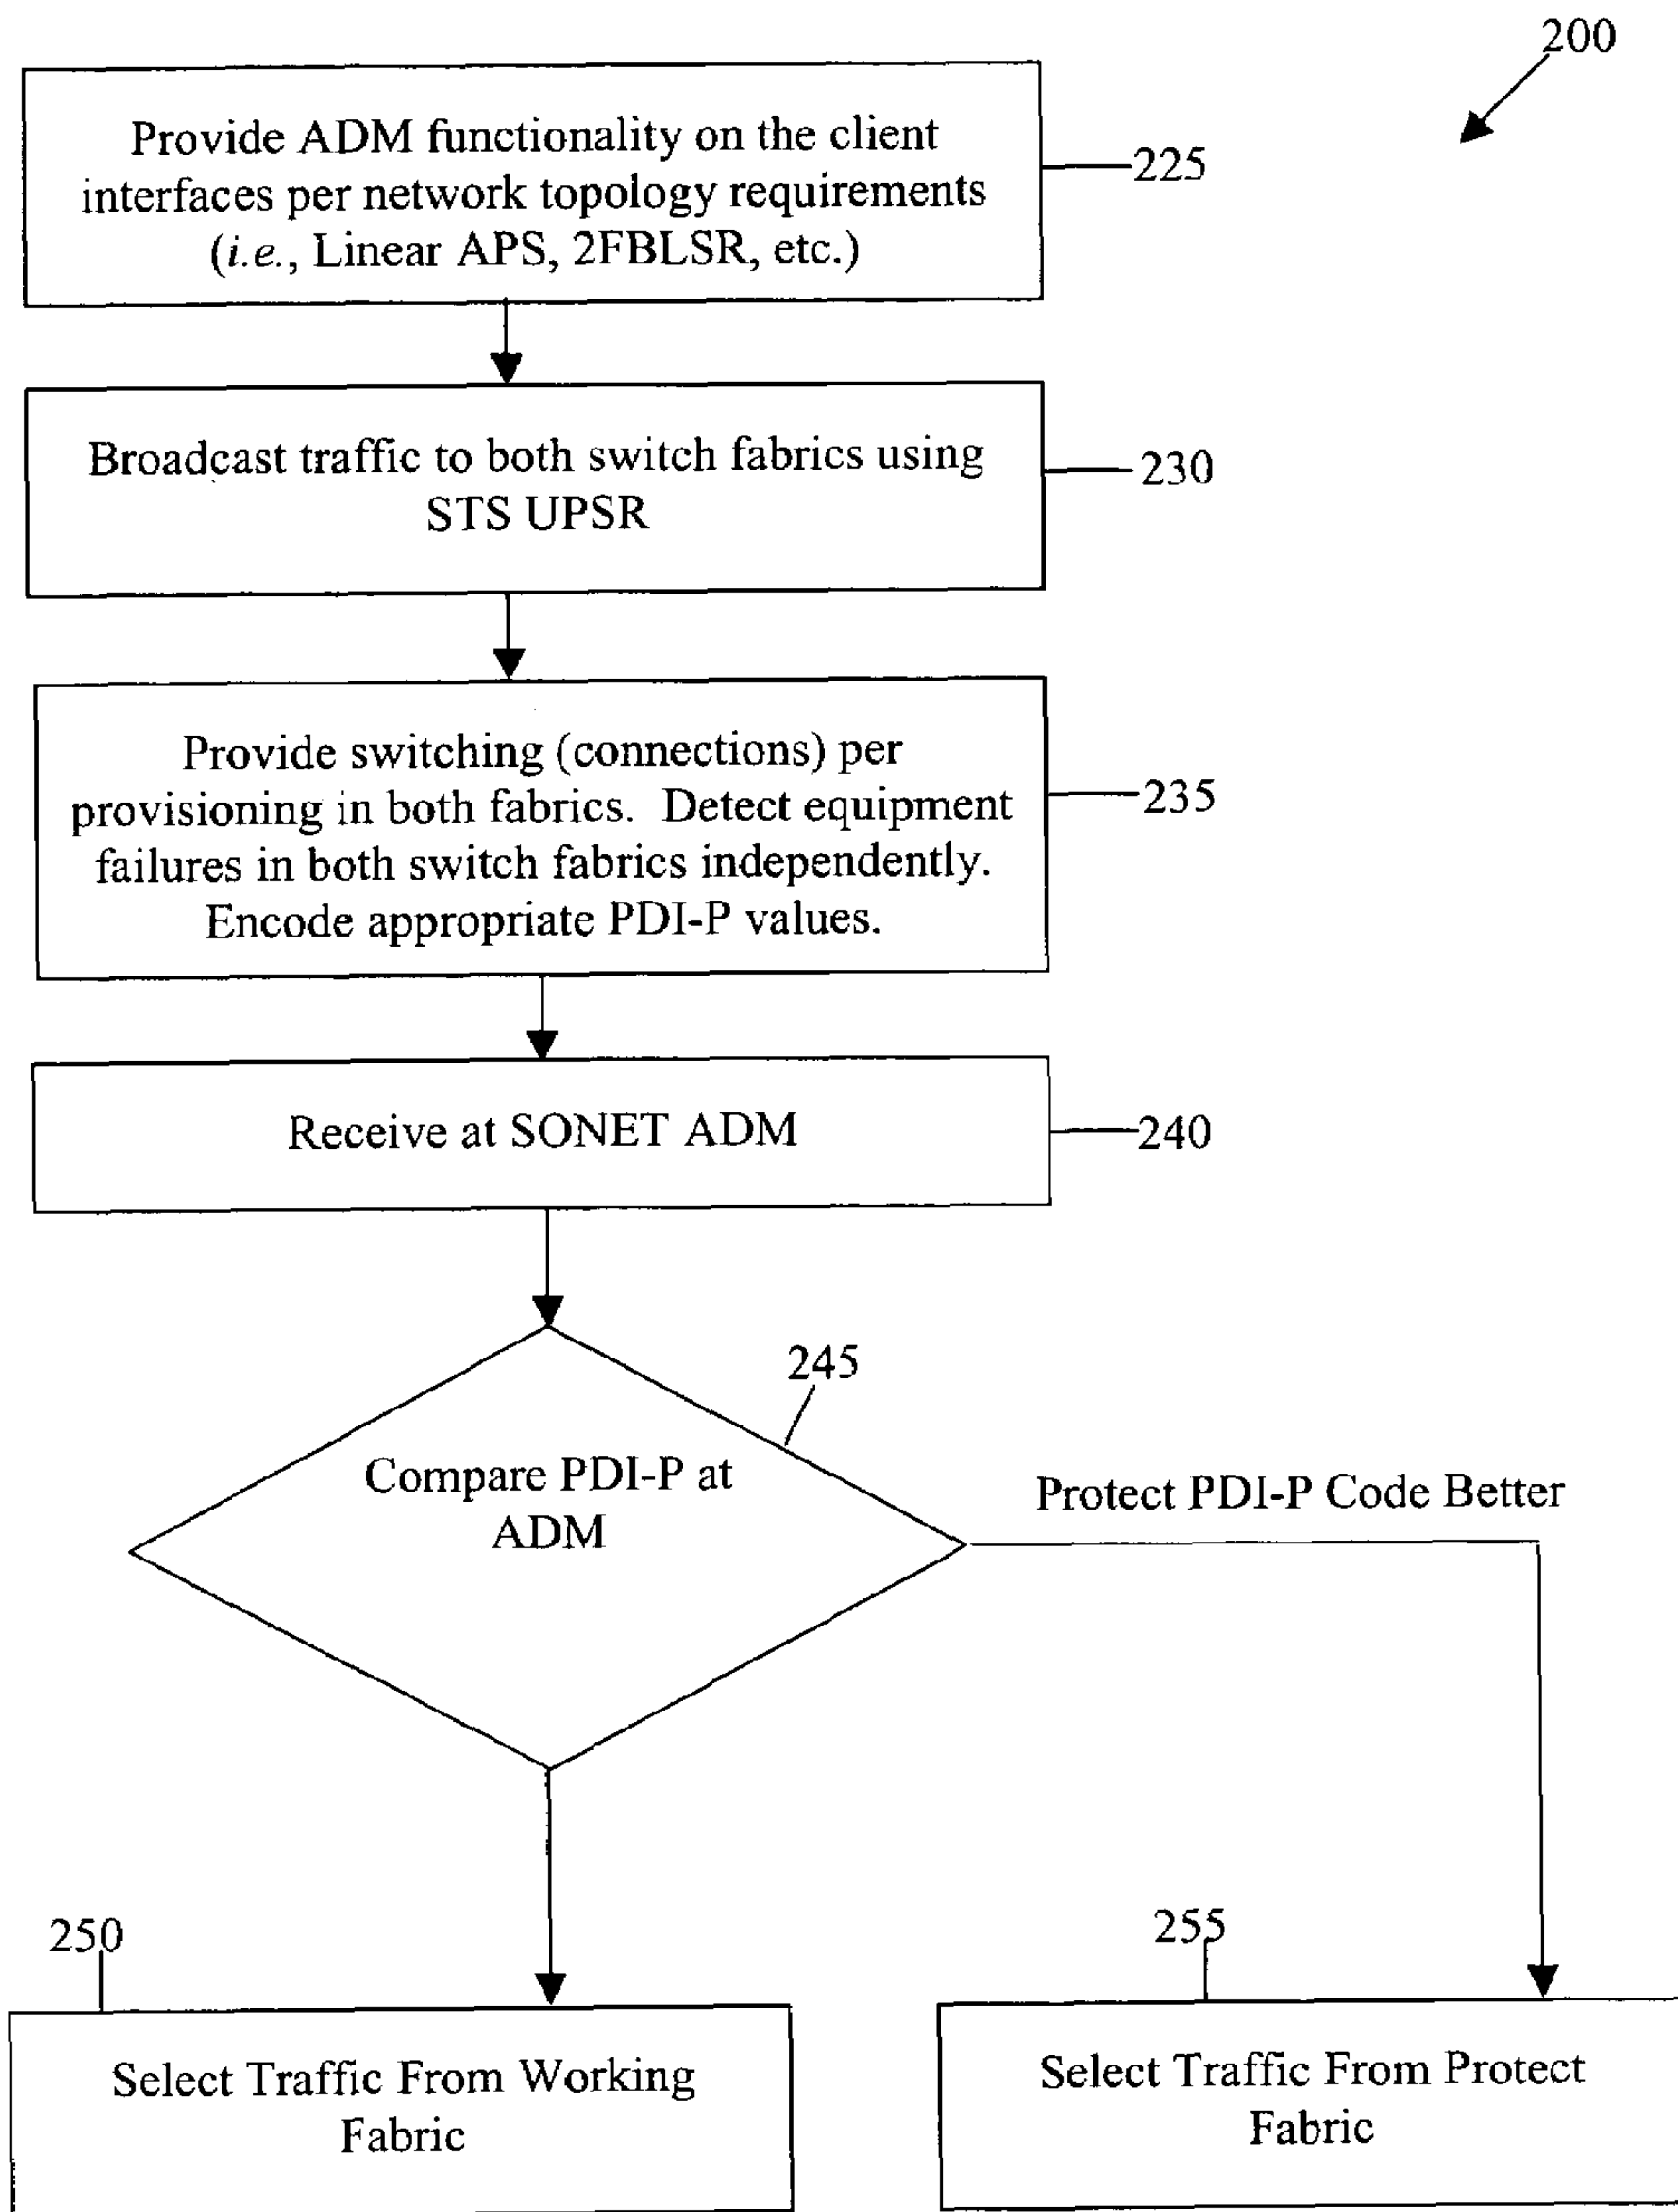 200
Provide ADM functionality on the client
interfaces per network topology requirements
(i.e., Linear APS, 2FBLSR, etc.)
225
Broadcast traffic to both switch fabrics using
STS UPSR
230
Provide switching (connections) per
provisioning in both fabrics. Detect equipment
failures in both switch fabrics independently.
Encode appropriate PDI-P values.
235
Receive at SONET ADM
240
245
Compare PDI-P at
ADM
Protect PDI-P Code Better
250
255
Select Traffic From Working
Fabric
Select Traffic From Protect
Fabric